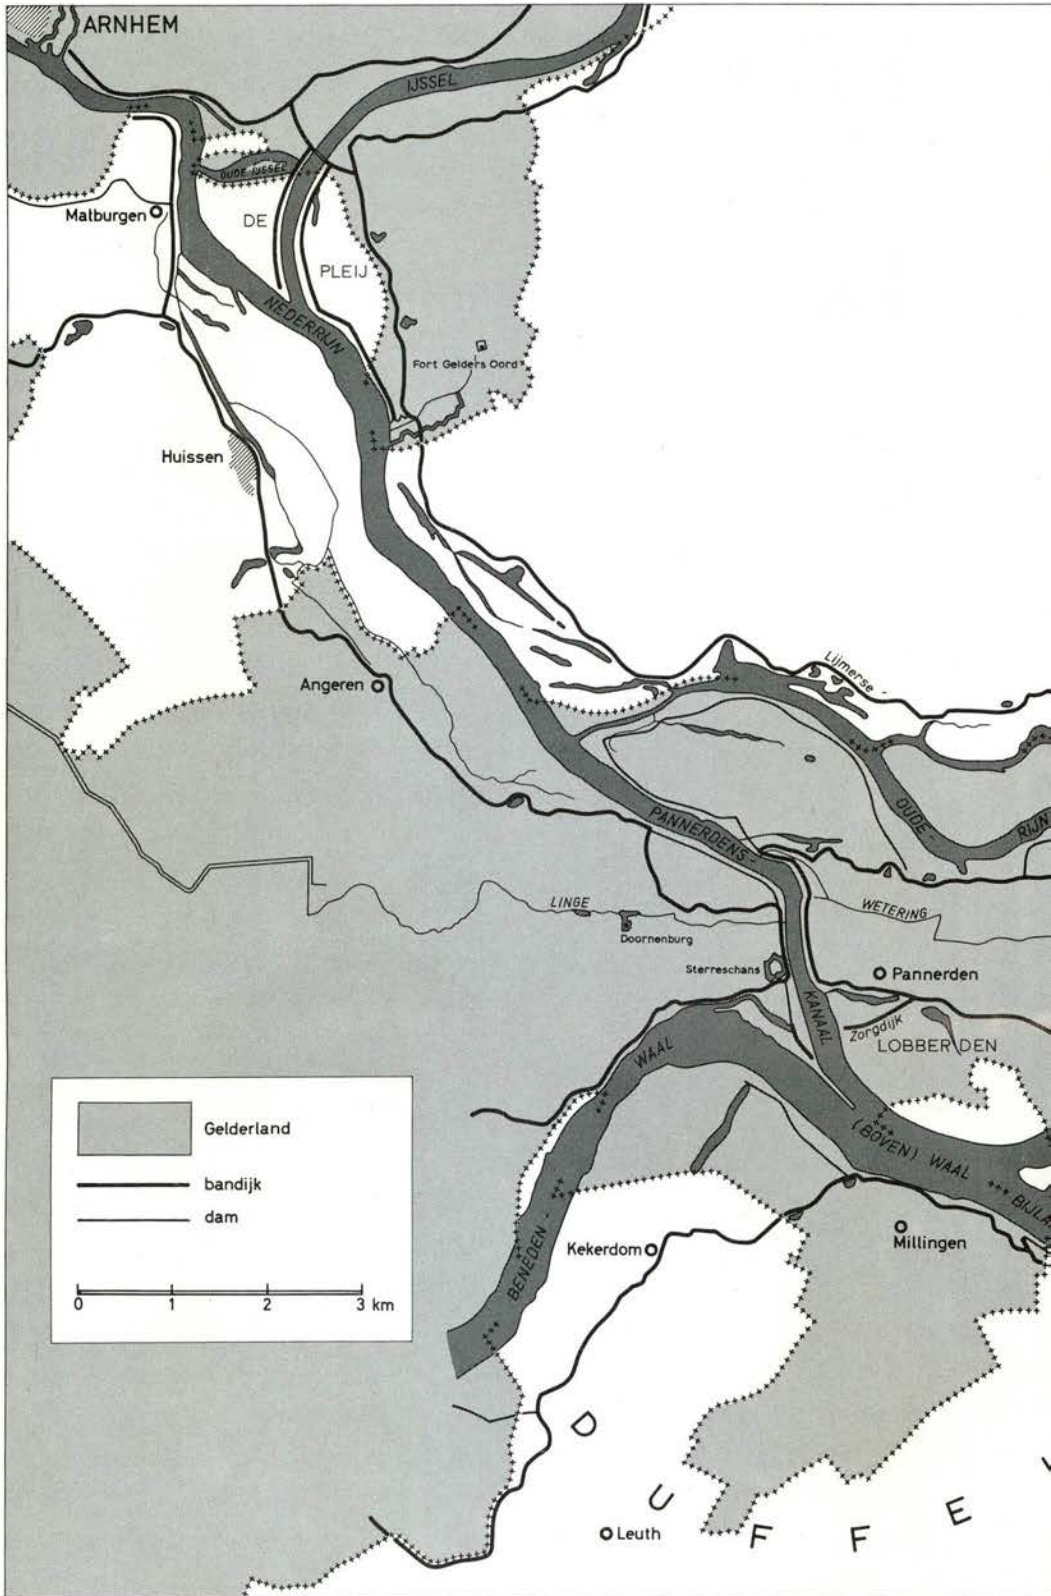 ARNHEM
IJSSEL
OUDE IJSSEL
Malburgen
DE
PLEIJ
NEDERRIJN
Fort Gelders Oord
Huissen
Lijmerse
Angeren
PANNERDENS-
OUDE-
RIJN
LINGE
WETERING
Doornenburg
Sterreschans
Pannerden
KANAAL
Zorgdijk
LOBBERDEN
WAAL
(BOVEN) WAAL
BIJLA
Gelderland
bandijk
dam
0 1 2 3 km
BENEDEN-
Kekerdom
Millingen
DUFFE
Leuth